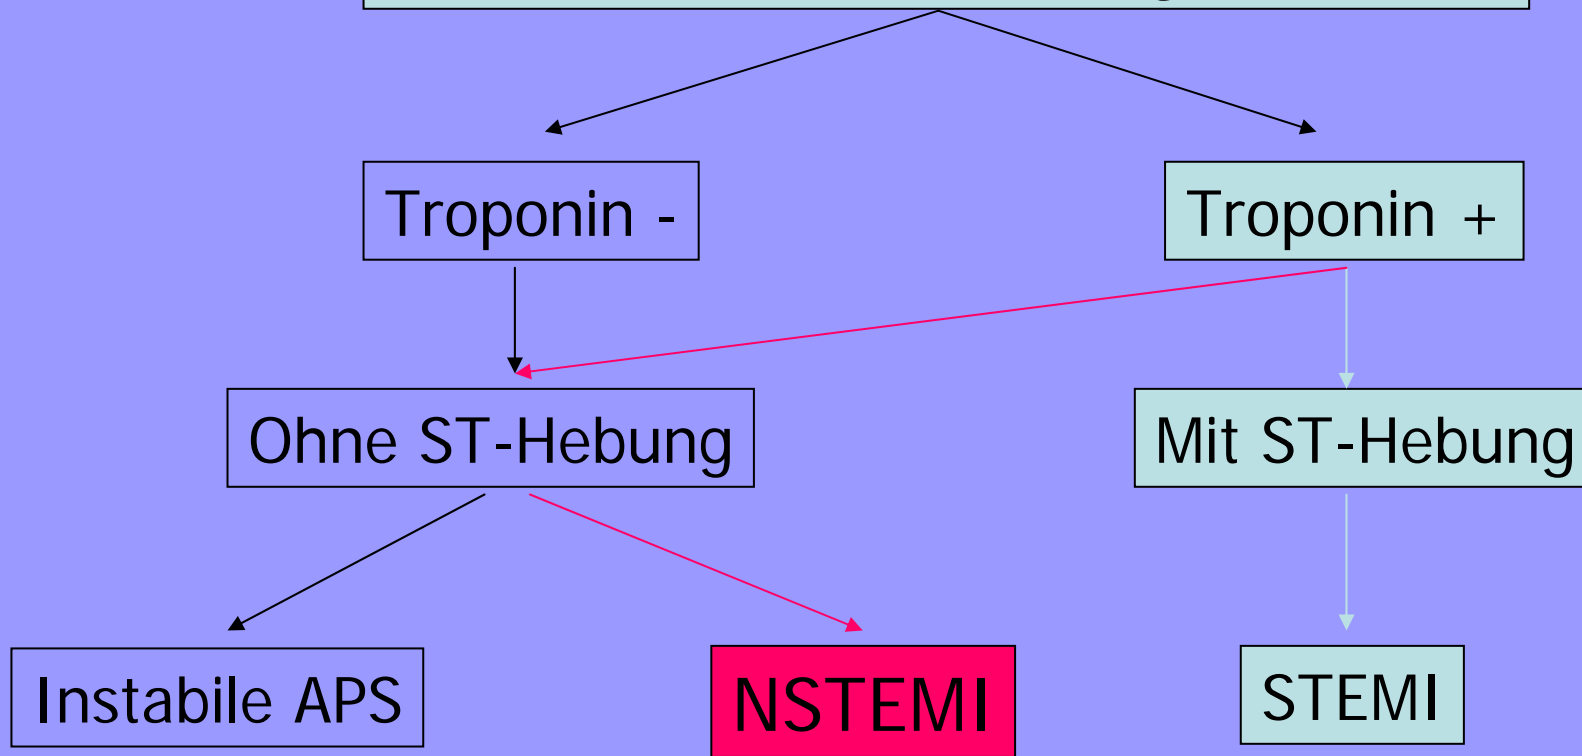 Troponin -
Troponin +
Ohne ST-Hebung
Mit ST-Hebung
Instabile APS
NSTEMI
STEMI